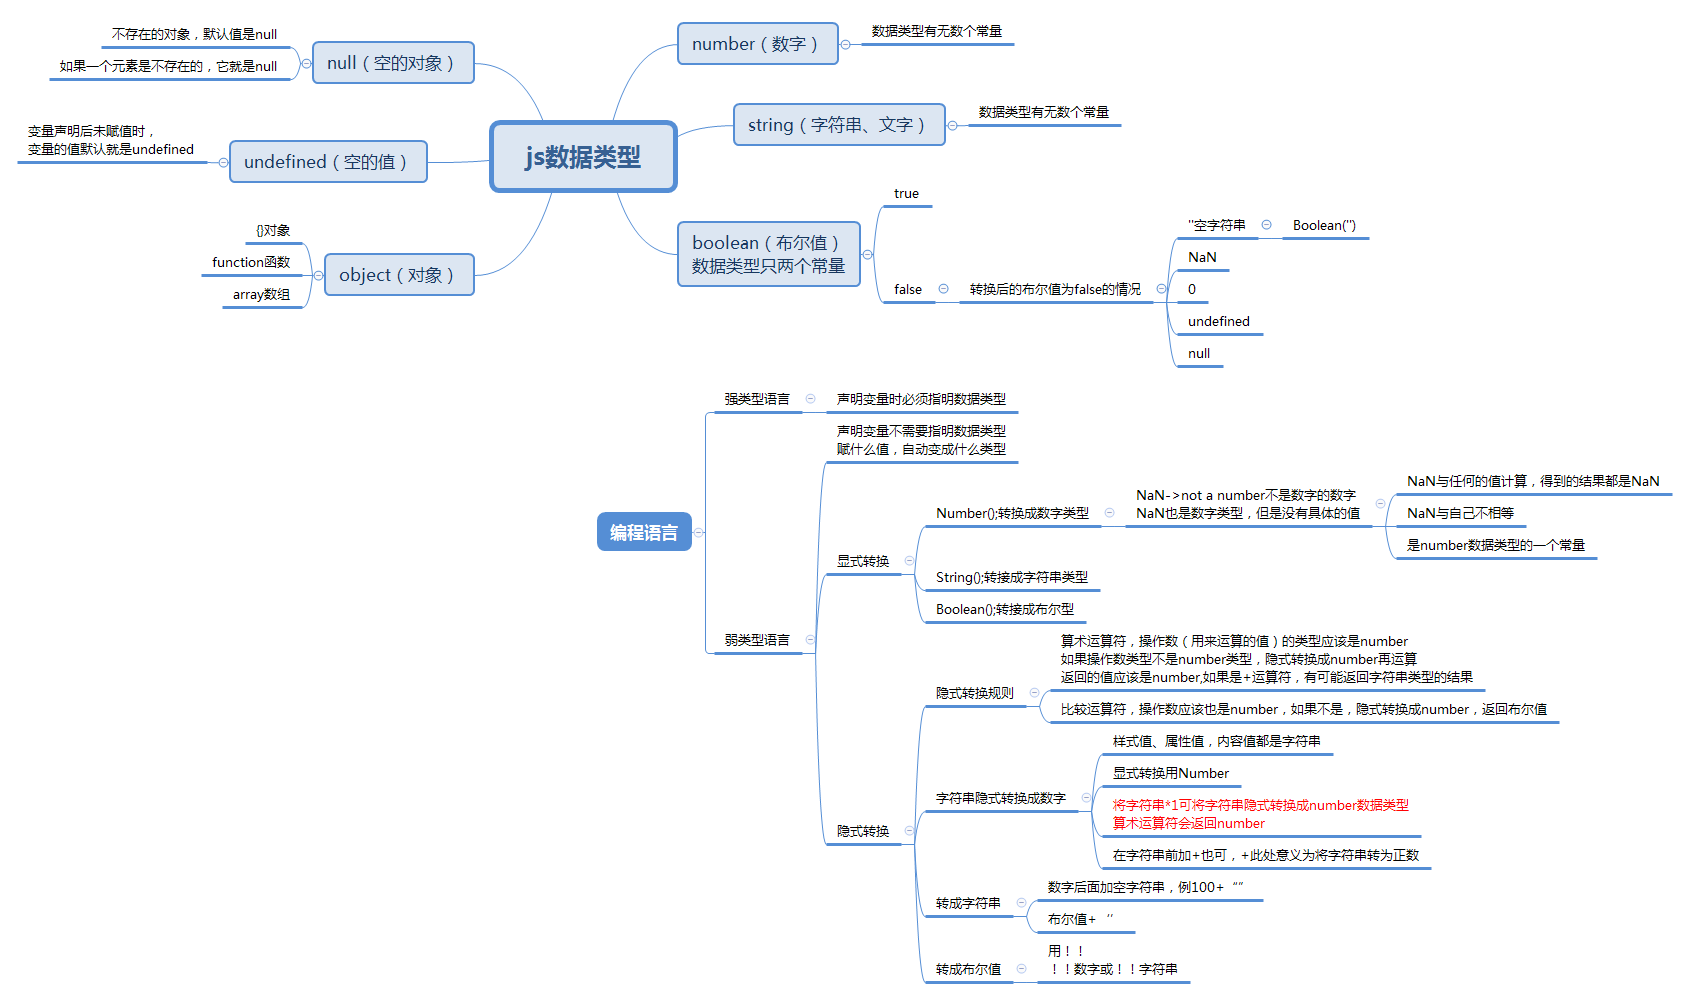 js数据类型
null（空的对象）
不存在的对象，默认值是null
如果一个元素是不存在的，它就是null
undefined（空的值）
变量声明后未赋值时，
变量的值默认就是undefined
object（对象）
{}对象
function函数
array数组
number（数字）
数据类型有无数个常量
string（字符串、文字）
数据类型有无数个常量
boolean（布尔值）
数据类型只两个常量
true
false
转换后的布尔值为false的情况
''空字符串
Boolean('')
NaN
0
undefined
null
编程语言
强类型语言
声明变量时必须指明数据类型
弱类型语言
声明变量不需要指明数据类型
赋什么值，自动变成什么类型
显式转换
Number();转换成数字类型
NaN->not a number不是数字的数字
NaN也是数字类型，但是没有具体的值
NaN与任何的值计算，得到的结果都是NaN
NaN与自己不相等
是number数据类型的一个常量
String();转接成字符串类型
Boolean();转接成布尔型
隐式转换
隐式转换规则
算术运算符，操作数（用来运算的值）的类型应该是number
如果操作数类型不是number类型，隐式转换成number再运算
返回的值应该是number,如果是+运算符，有可能返回字符串类型的结果
比较运算符，操作数应该也是number，如果不是，隐式转换成number，返回布尔值
字符串隐式转换成数字
样式值、属性值，内容值都是字符串
显式转换用Number
将字符串*1可将字符串隐式转换成number数据类型
算术运算符会返回number
在字符串前加+也可，+此处意义为将字符串转为正数
转成字符串
数字后面加空字符串，例100+“”
布尔值+ ‘’
转成布尔值
用！！
！！数字或！！字符串